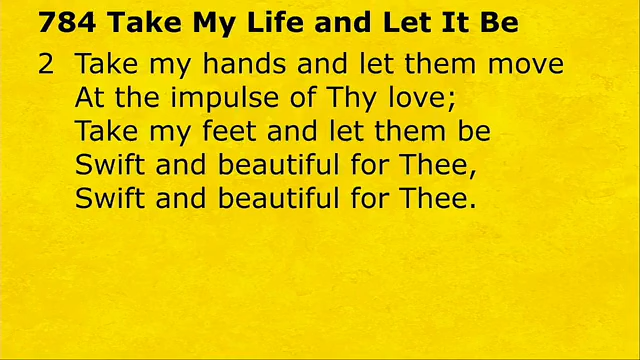 784 Take My Life and Let It Be
2 Take my hands and let them move
At the impulse of Thy love;
Take my feet and let them be
Swift and beautiful for Thee,
Swift and beautiful for Thee.